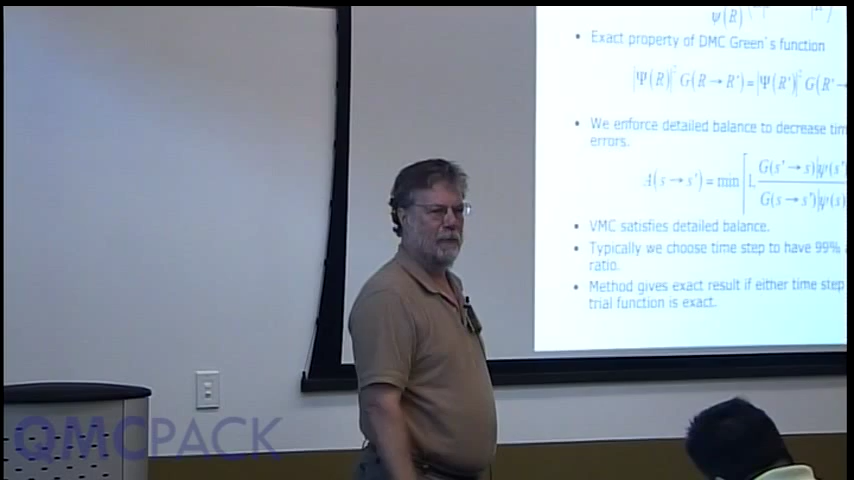 ψ(R)
• Exact property of DMC Green's function
|Ψ(R)|² G(R → R') = |Ψ(R')|² G(R' →
• We enforce detailed balance to decrease tim
errors.
A(s → s') = min [ 1, G(s' → s)|ψ(s') / G(s → s')|ψ(s)
• VMC satisfies detailed balance.
• Typically we choose time step to have 99% a
ratio.
• Method gives exact result if either time step
trial function is exact.
QMCPACK